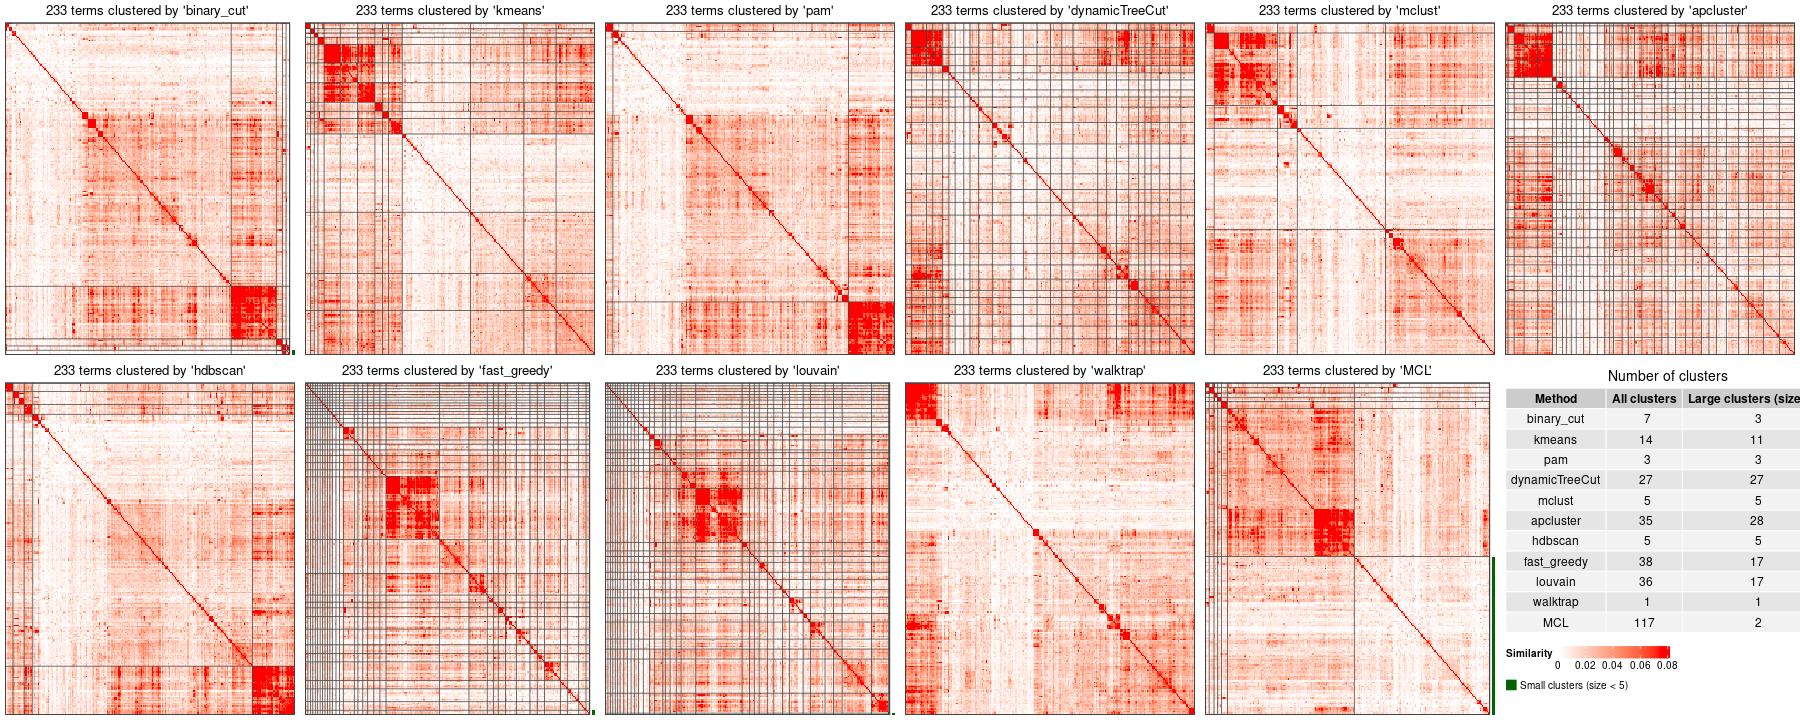 233 terms clustered by 'binary_cut'
233 terms clustered by 'kmeans'
233 terms clustered by 'pam'
233 terms clustered by 'dynamicTreeCut'
233 terms clustered by 'mclust'
233 terms clustered by 'apcluster'
233 terms clustered by 'hdbscan'
233 terms clustered by 'fast_greedy'
233 terms clustered by 'louvain'
233 terms clustered by 'walktrap'
233 terms clustered by 'MCL'
Number of clusters
Method All clusters Large clusters (size
binary_cut 7 3
kmeans 14 11
pam 3 3
dynamicTreeCut 27 27
mclust 5 5
apcluster 35 28
hdbscan 5 5
fast_greedy 38 17
louvain 36 17
walktrap 1 1
MCL 117 2
Similarity
0 0.02 0.04 0.06 0.08
Small clusters (size < 5)